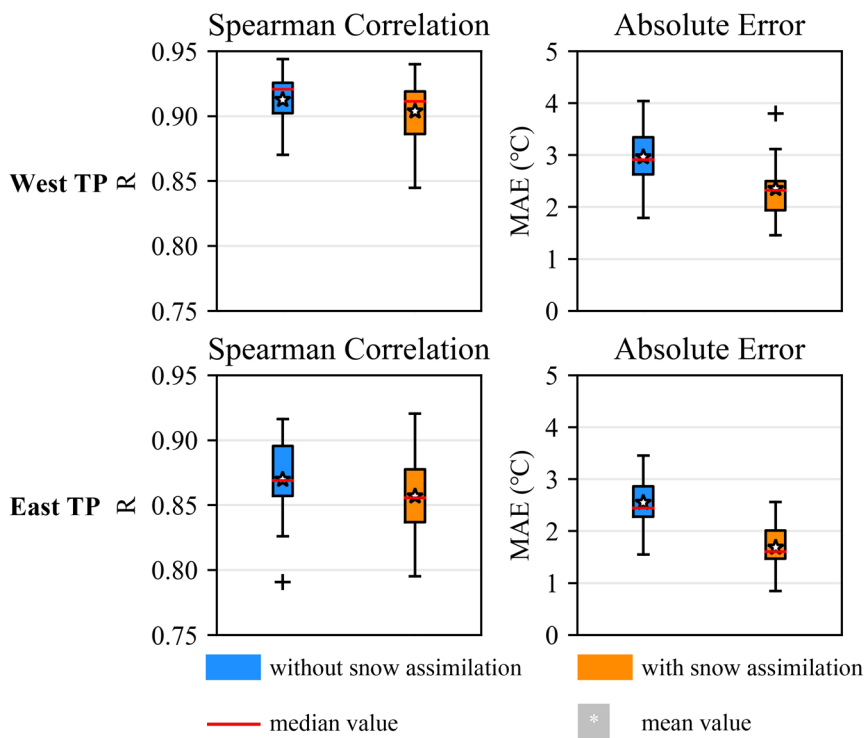 Spearman Correlation
Absolute Error
West TP
R
0.95
0.90
0.85
0.80
0.75
MAE (°C)
5
4
3
2
1
0
Spearman Correlation
Absolute Error
East TP
R
0.95
0.90
0.85
0.80
0.75
MAE (°C)
5
4
3
2
1
0
without snow assimilation
with snow assimilation
median value
* mean value